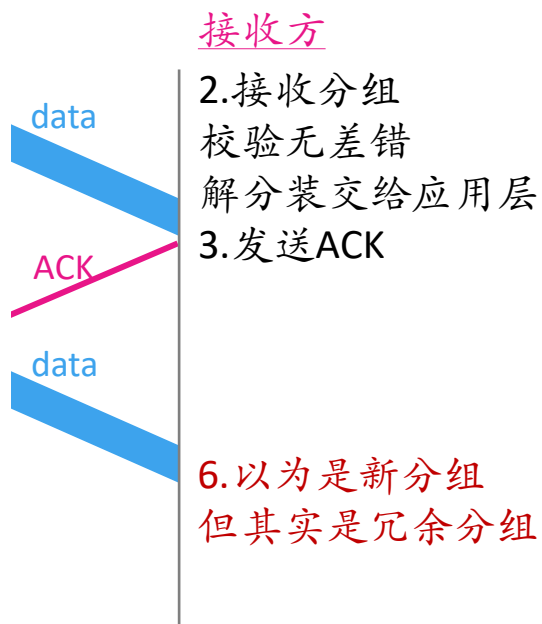 接收方
2.接收分组
data
校验无差错
解分装交给应用层
3.发送ACK
ACK
data
6.以为是新分组
但其实是冗余分组